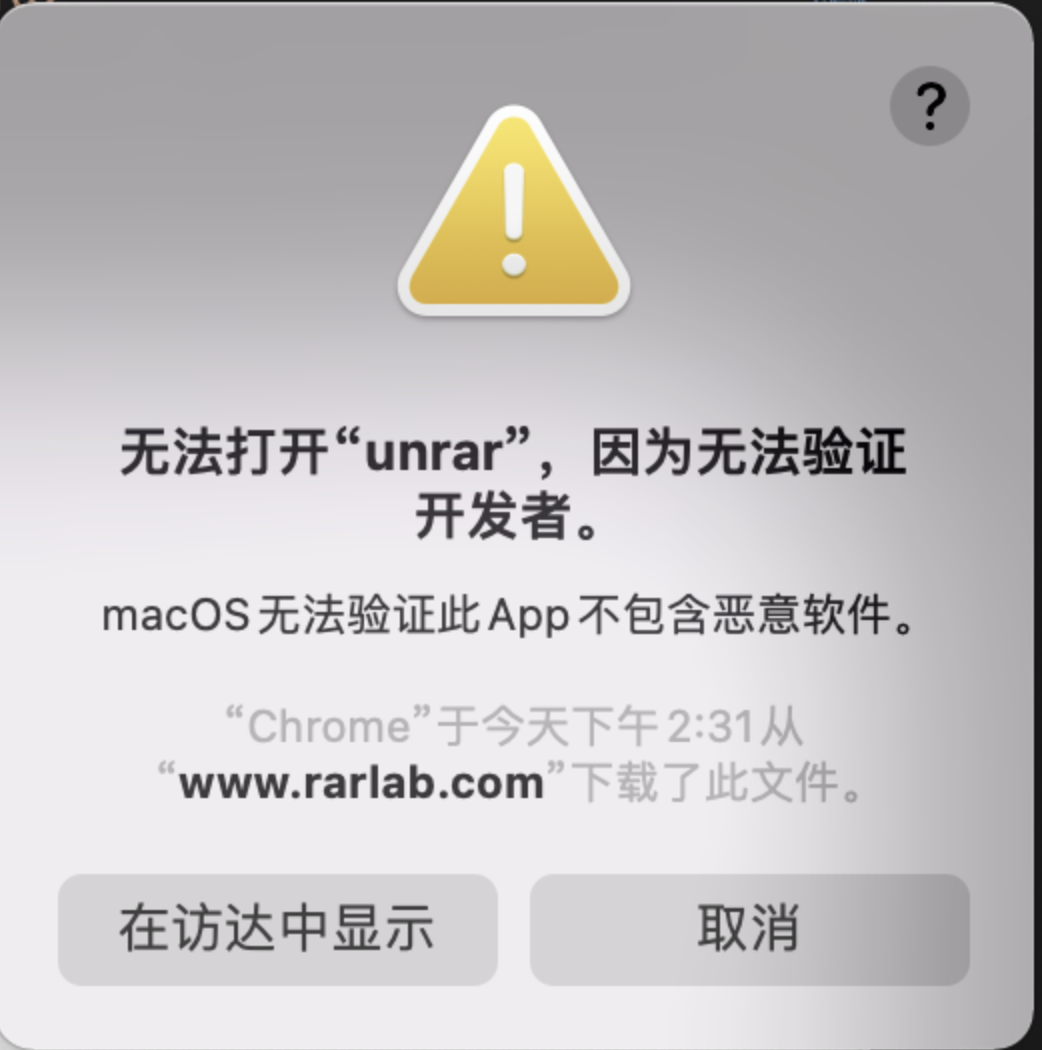 ?
无法打开“unrar”，因为无法验证
开发者。
macOS 无法验证此 App 不包含恶意软件。
“Chrome”于今天下午 2:31从
“www.rarlab.com”下载了此文件。
在访达中显示
取消